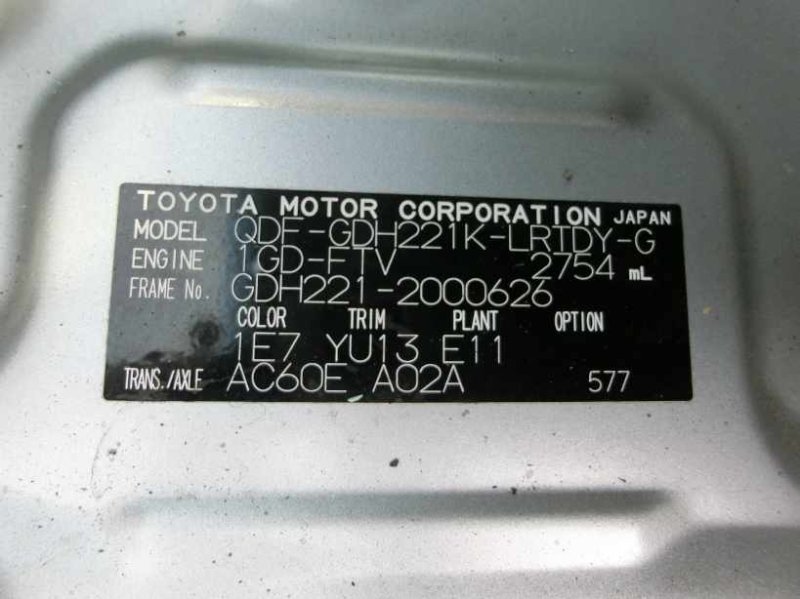 TOYOTA MOTOR CORPORATION JAPAN
MODEL QDF-GDH221K-LRTDY-G
ENGINE 1GD-FTV 2754 mL
FRAME No. GDH221-2000626
COLOR TRIM PLANT OPTION
1E7 YU13 E11
TRANS./AXLE AC60E A02A 577